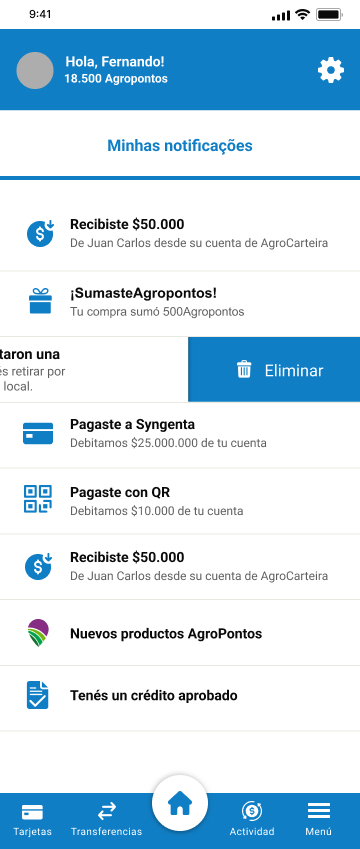 9:41
Hola, Fernando!
18.500 Agropontos
Minhas notificações
Recibiste $50.000
De Juan Carlos desde su cuenta de AgroCarteira
¡SumasteAgropontos!
Tu compra sumó 500Agropontos
taron una
és retirar por
local.
Eliminar
Pagaste a Syngenta
Debitamos $25.000.000 de tu cuenta
Pagaste con QR
Debitamos $10.000 de tu cuenta
Recibiste $50.000
De Juan Carlos desde su cuenta de AgroCarteira
Nuevos productos AgroPontos
Tenés un crédito aprobado
Tarjetas Transferencias Actividad Menú